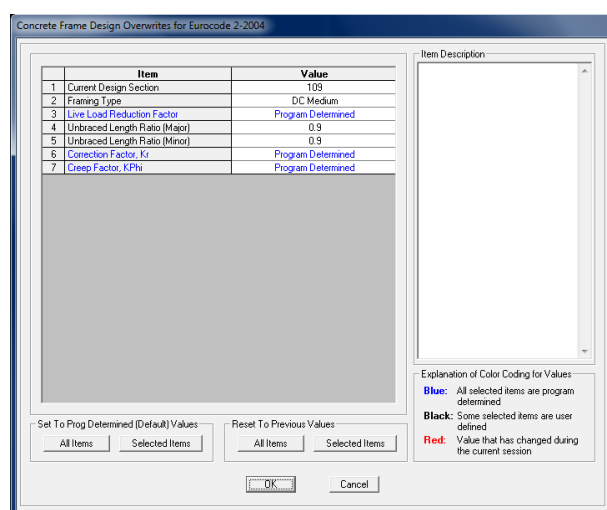 Concrete Frame Design Overwrites for Eurocode 2-2004
Item Description
Item Value
1 Current Design Section 109
2 Framing Type DC Medium
3 Live Load Reduction Factor Program Determined
4 Unbraced Length Ratio (Major) 0.9
5 Unbraced Length Ratio (Minor) 0.9
6 Correction Factor, Kr Program Determined
7 Creep Factor, KPhi Program Determined
Explanation of Color Coding for Values
Blue: All selected items are program
determined
Black: Some selected items are user
defined
Red: Value that has changed during
the current session
Set To Prog Determined (Default) Values
All Items Selected Items
Reset To Previous Values
All Items Selected Items
OK Cancel